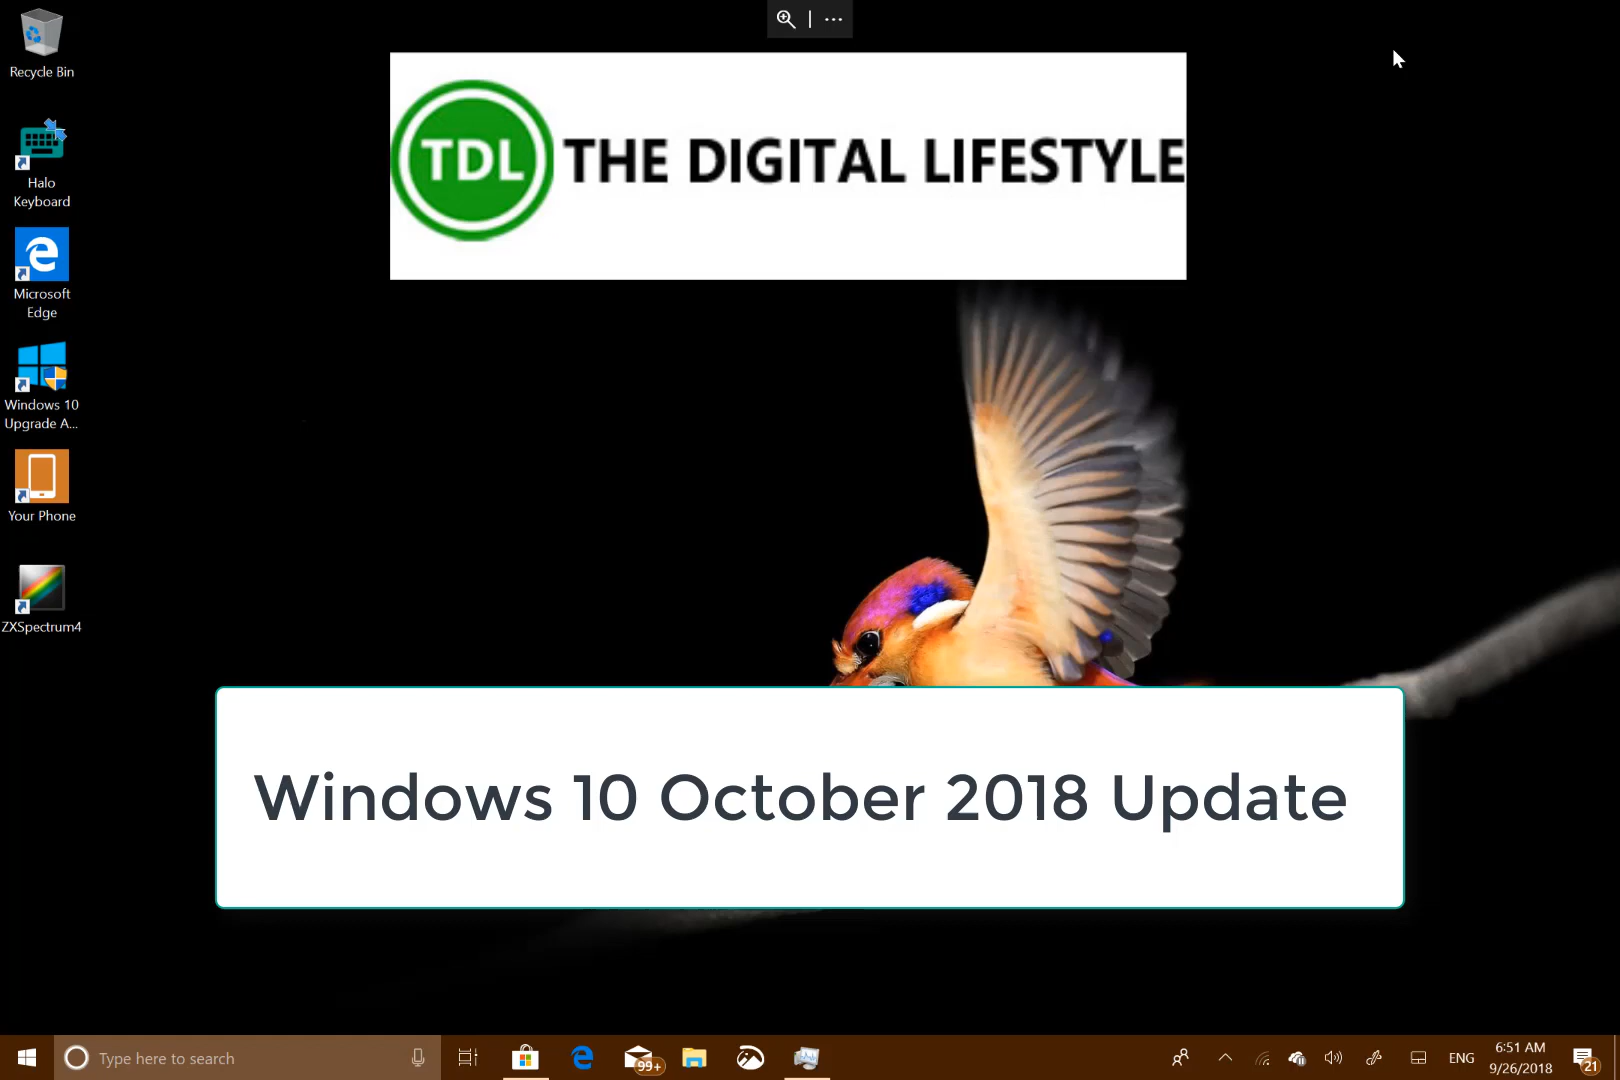 Recycle Bin
Halo
Keyboard
Microsoft
Edge
Windows 10
Upgrade A...
Your Phone
ZXSpectrum4
TDL THE DIGITAL LIFESTYLE
Windows 10 October 2018 Update
Type here to search
99+
ENG
6:51 AM
9/26/2018
21